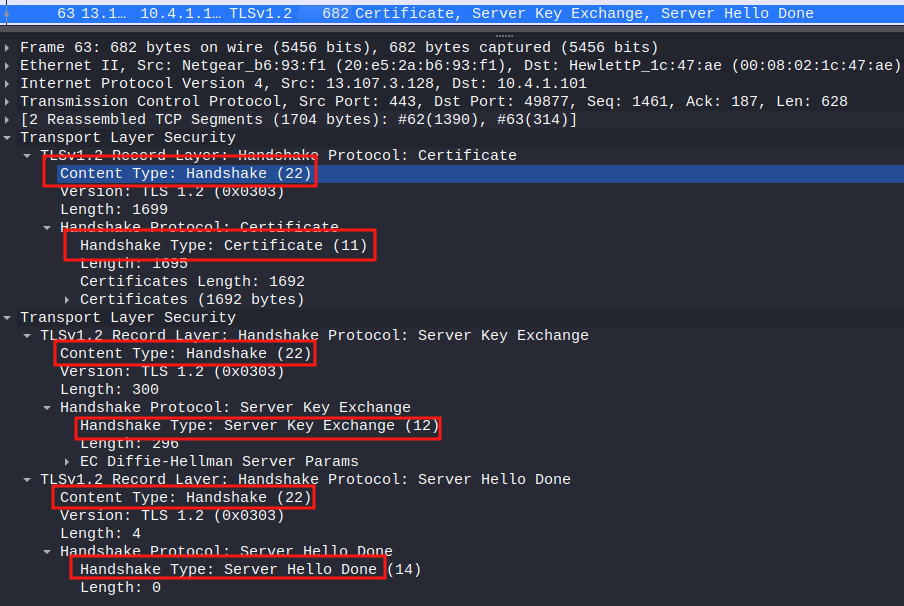 63 13.1… 10.4.1.1… TLSv1.2 682 Certificate, Server Key Exchange, Server Hello Done
Frame 63: 682 bytes on wire (5456 bits), 682 bytes captured (5456 bits)
Ethernet II, Src: Netgear_b6:93:f1 (20:e5:2a:b6:93:f1), Dst: HewlettP_1c:47:ae (00:08:02:1c:47:ae)
Internet Protocol Version 4, Src: 13.107.3.128, Dst: 10.4.1.101
Transmission Control Protocol, Src Port: 443, Dst Port: 49877, Seq: 1461, Ack: 187, Len: 628
[2 Reassembled TCP Segments (1704 bytes): #62(1390), #63(314)]
Transport Layer Security
TLSv1.2 Record Layer: Handshake Protocol: Certificate
Content Type: Handshake (22)
Version: TLS 1.2 (0x0303)
Length: 1699
Handshake Protocol: Certificate
Handshake Type: Certificate (11)
Length: 1695
Certificates Length: 1692
Certificates (1692 bytes)
Transport Layer Security
TLSv1.2 Record Layer: Handshake Protocol: Server Key Exchange
Content Type: Handshake (22)
Version: TLS 1.2 (0x0303)
Length: 300
Handshake Protocol: Server Key Exchange
Handshake Type: Server Key Exchange (12)
Length: 296
EC Diffie-Hellman Server Params
TLSv1.2 Record Layer: Handshake Protocol: Server Hello Done
Content Type: Handshake (22)
Version: TLS 1.2 (0x0303)
Length: 4
Handshake Protocol: Server Hello Done
Handshake Type: Server Hello Done (14)
Length: 0